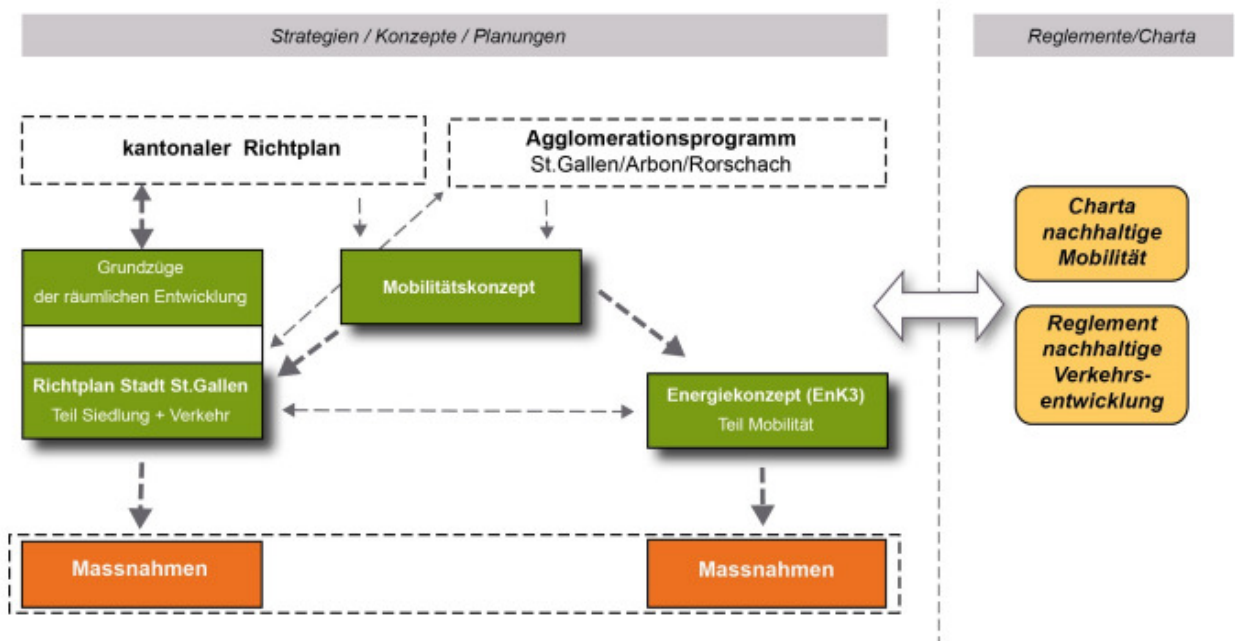 Strategien / Konzepte / Planungen
Reglemente/Charta
kantonaler Richtplan
Agglomerationsprogramm
St.Gallen/Arbon/Rorschach
Grundzüge
der räumlichen Entwicklung
Mobilitätskonzept
Richtplan Stadt St.Gallen
Teil Siedlung + Verkehr
Energiekonzept (EnK3)
Teil Mobilität
Massnahmen
Massnahmen
Charta
nachhaltige
Mobilität
Reglement
nachhaltige
Verkehrs-
entwicklung